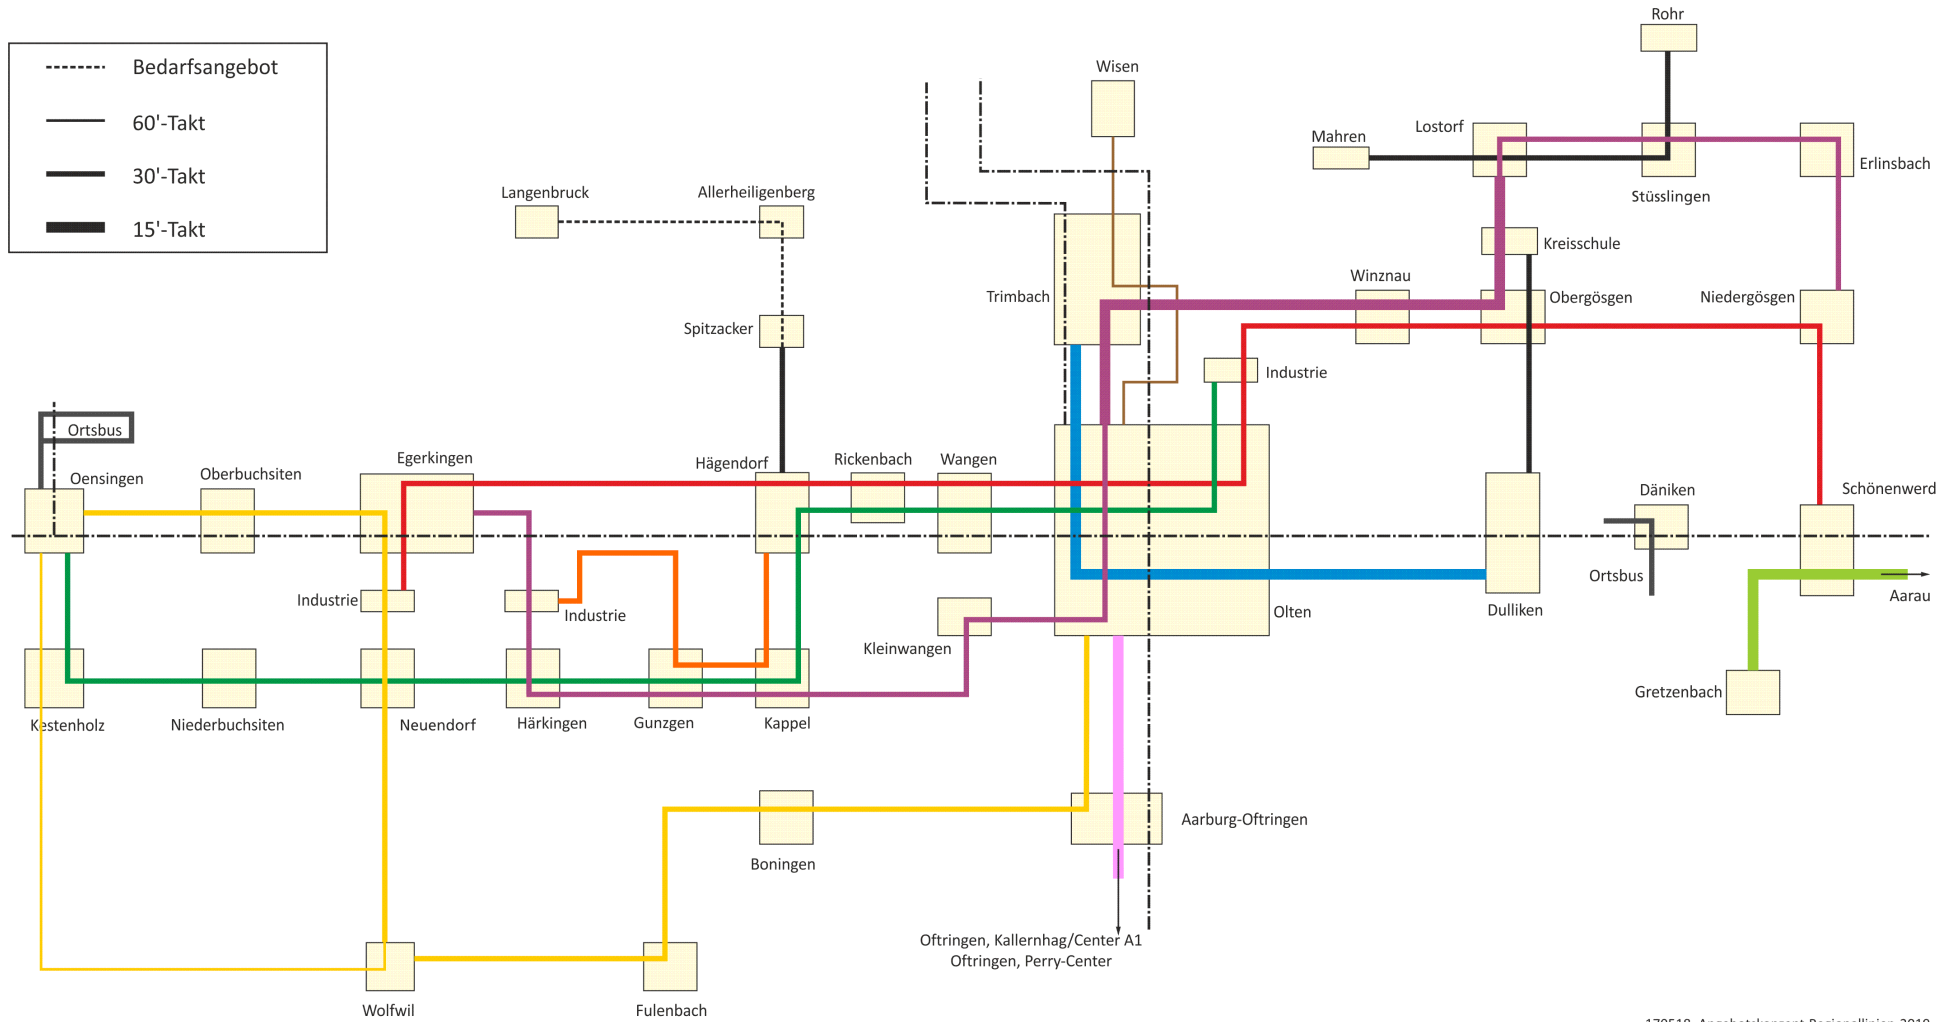 Rohr
Bedarfsangebot
60'-Takt
30'-Takt
15'-Takt
Wisen
Lostorf
Mahren
Erlinsbach
Stüsslingen
Langenbruck
Allerheiligenberg
Kreisschule
Winznau
Trimbach
Obergösgen
Niedergösgen
Spitzacker
Industrie
Ortsbus
Oensingen
Oberbuchsiten
Egerkingen
Hägendorf
Rickenbach
Wangen
Däniken
Schönenwerd
Ortsbus
Aarau
Industrie
Industrie
Olten
Dulliken
Kleinwangen
Gretzenbach
Kestenholz
Niederbuchsiten
Neuendorf
Härkingen
Gunzgen
Kappel
Aarburg-Oftringen
Boningen
Oftringen, Kallernhag/Center A1
Oftringen, Perry-Center
Wolfwil
Fulenbach